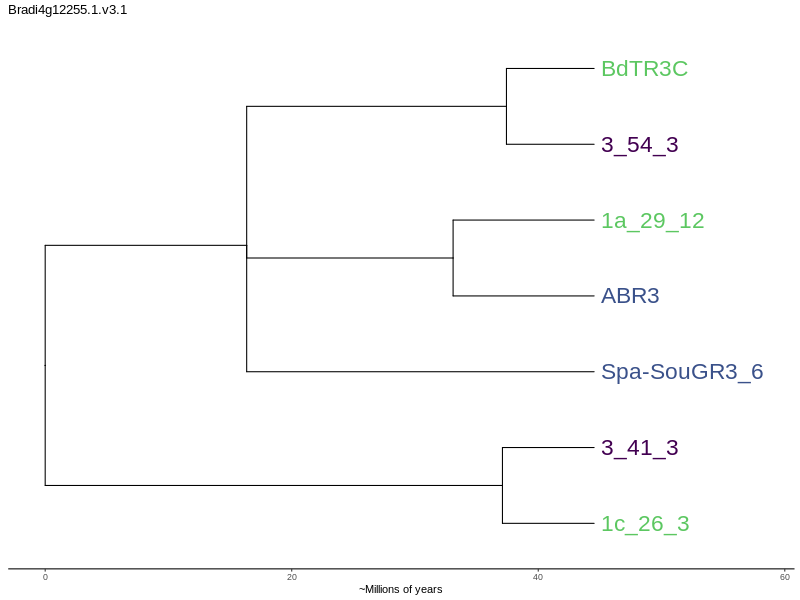 Bradi4g12255.1.v3.1
BdTR3C
3_54_3
1a_29_12
ABR3
Spa-SouGR3_6
3_41_3
1c_26_3
0 20 40 60
~Millions of years